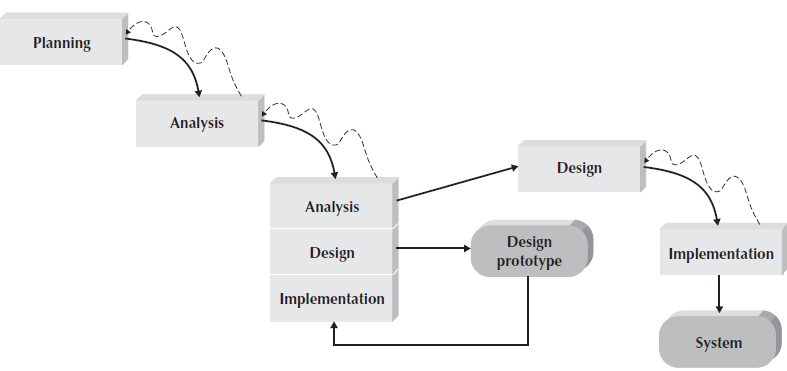 Planning
Analysis
Analysis
Design
Implementation
Design
prototype
Design
Implementation
System